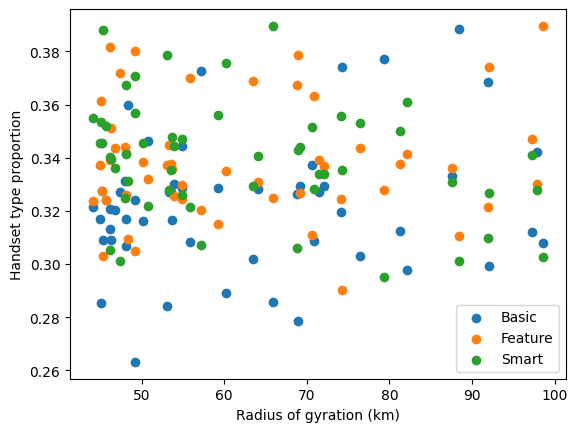 Handset type proportion
0.38
0.36
0.34
0.32
0.30
0.28
0.26
50
60
70
80
90
100
Radius of gyration (km)
Basic
Feature
Smart